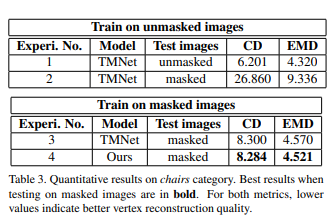 Train on unmasked images
Experi. No. Model Test images CD EMD
1 TMNet unmasked 6.201 4.320
2 TMNet masked 26.860 9.336
Train on masked images
Experi. No. Model Test images CD EMD
3 TMNet masked 8.300 4.570
4 Ours masked 8.284 4.521
Table 3. Quantitative results on chairs category. Best results when
testing on masked images are in bold. For both metrics, lower
values indicate better vertex reconstruction quality.